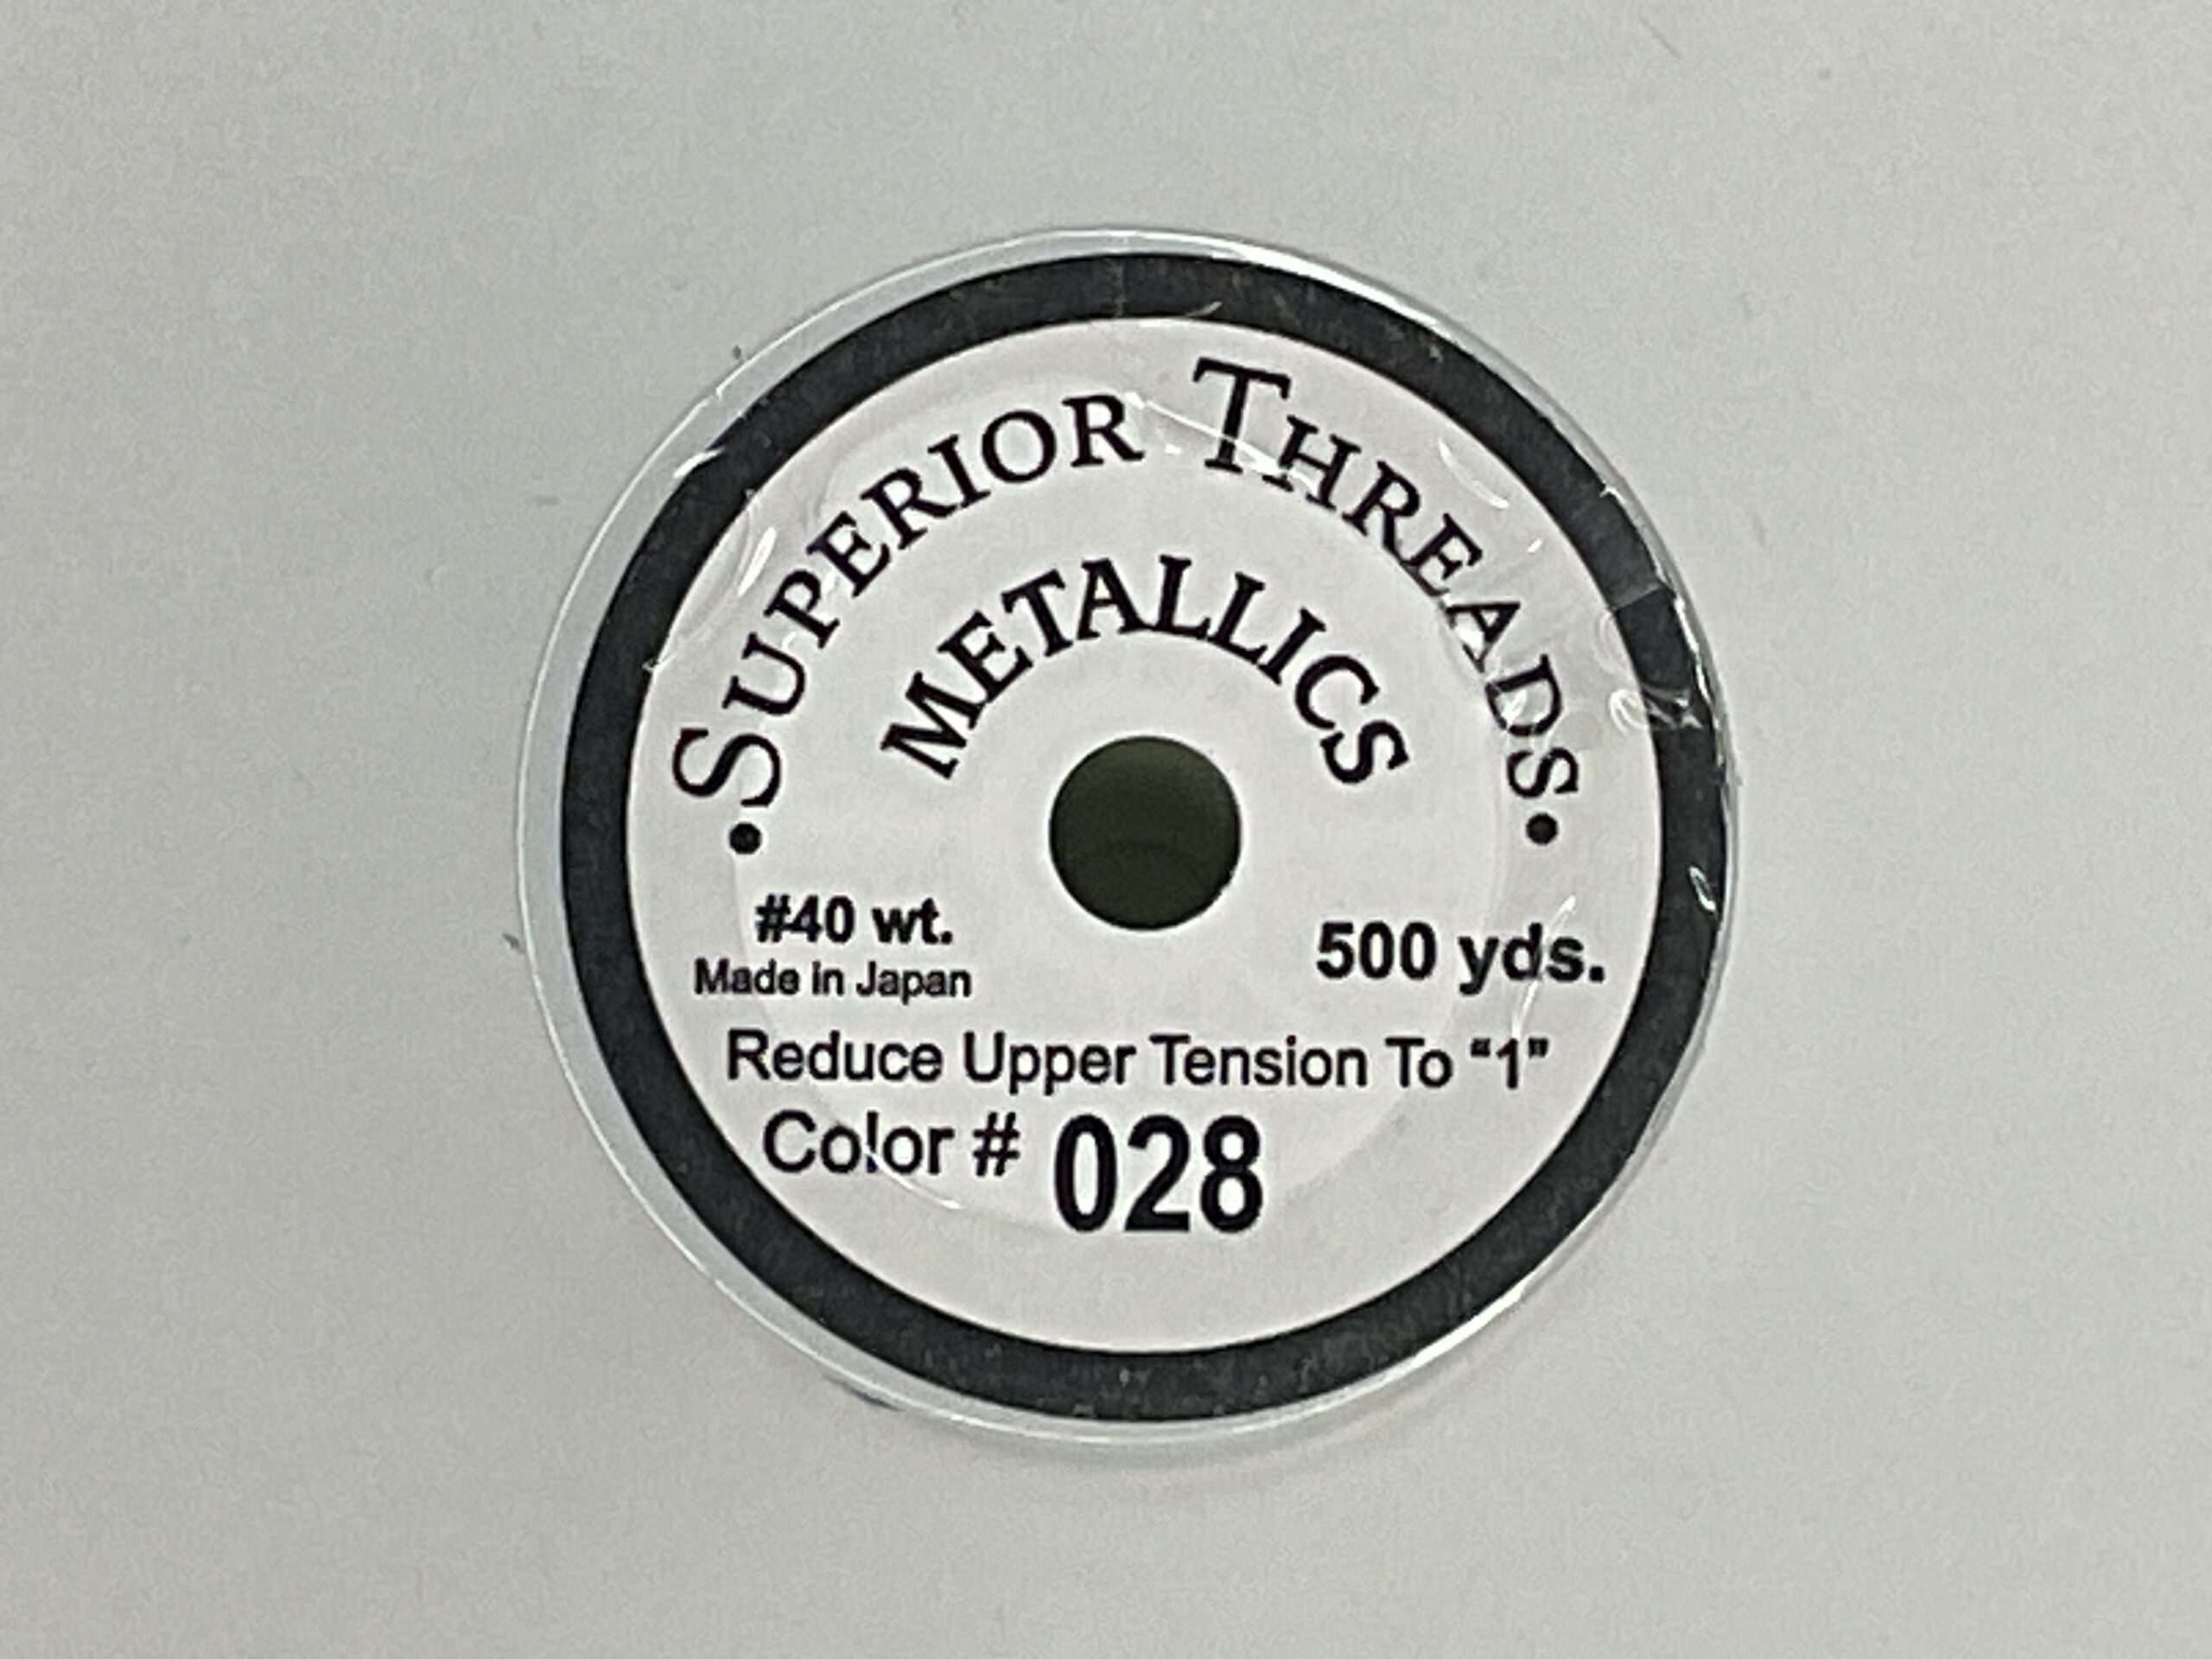 •SUPERIOR THREADS•
METALLICS
#40 wt.
Made in Japan
500 yds.
Reduce Upper Tension To “1”
Color # 028